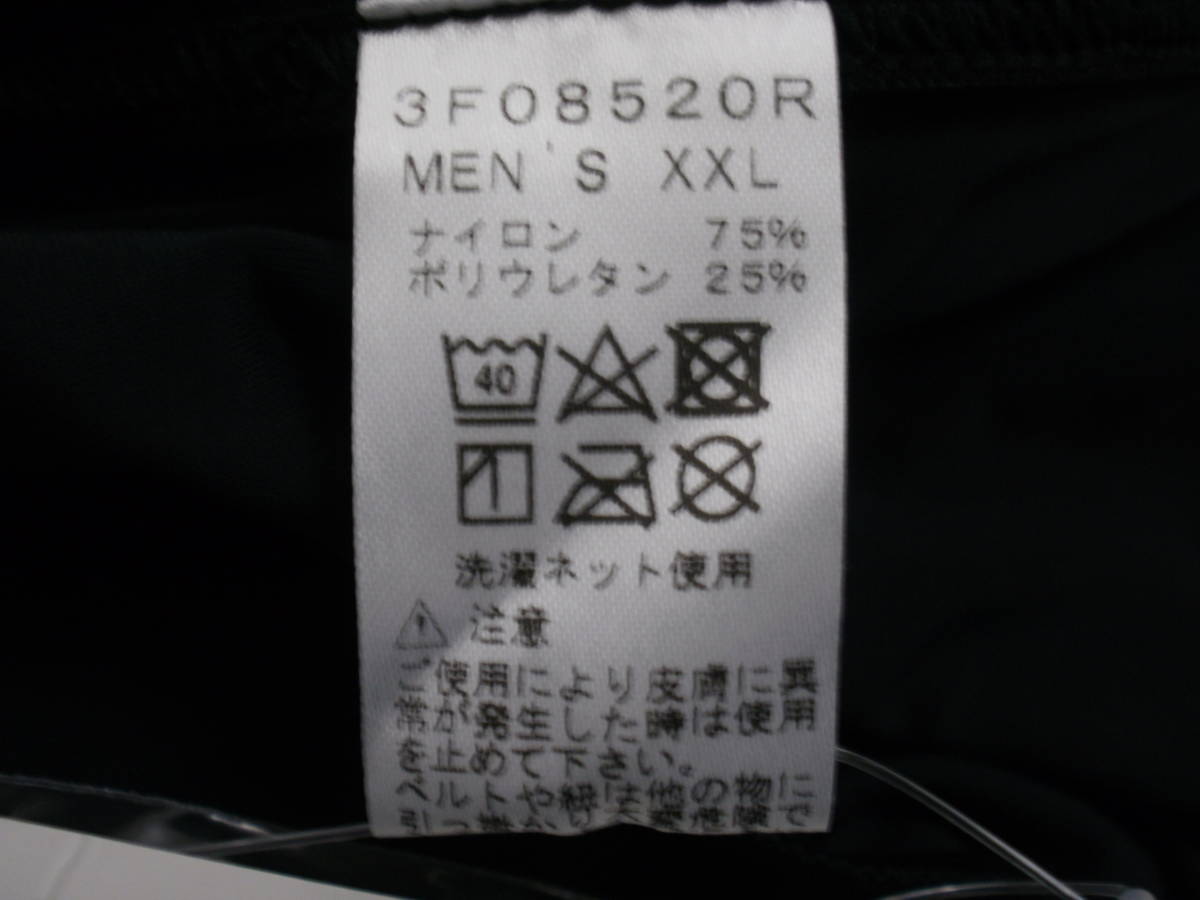 3F08520R
MEN'S XXL
ナイロン 75%
ポリウレタン 25%
40
洗濯ネット使用
注意
ご使用により皮膚に異
常が発生した時は使用
を止めて下さい。
ベルトや紐は他の物に